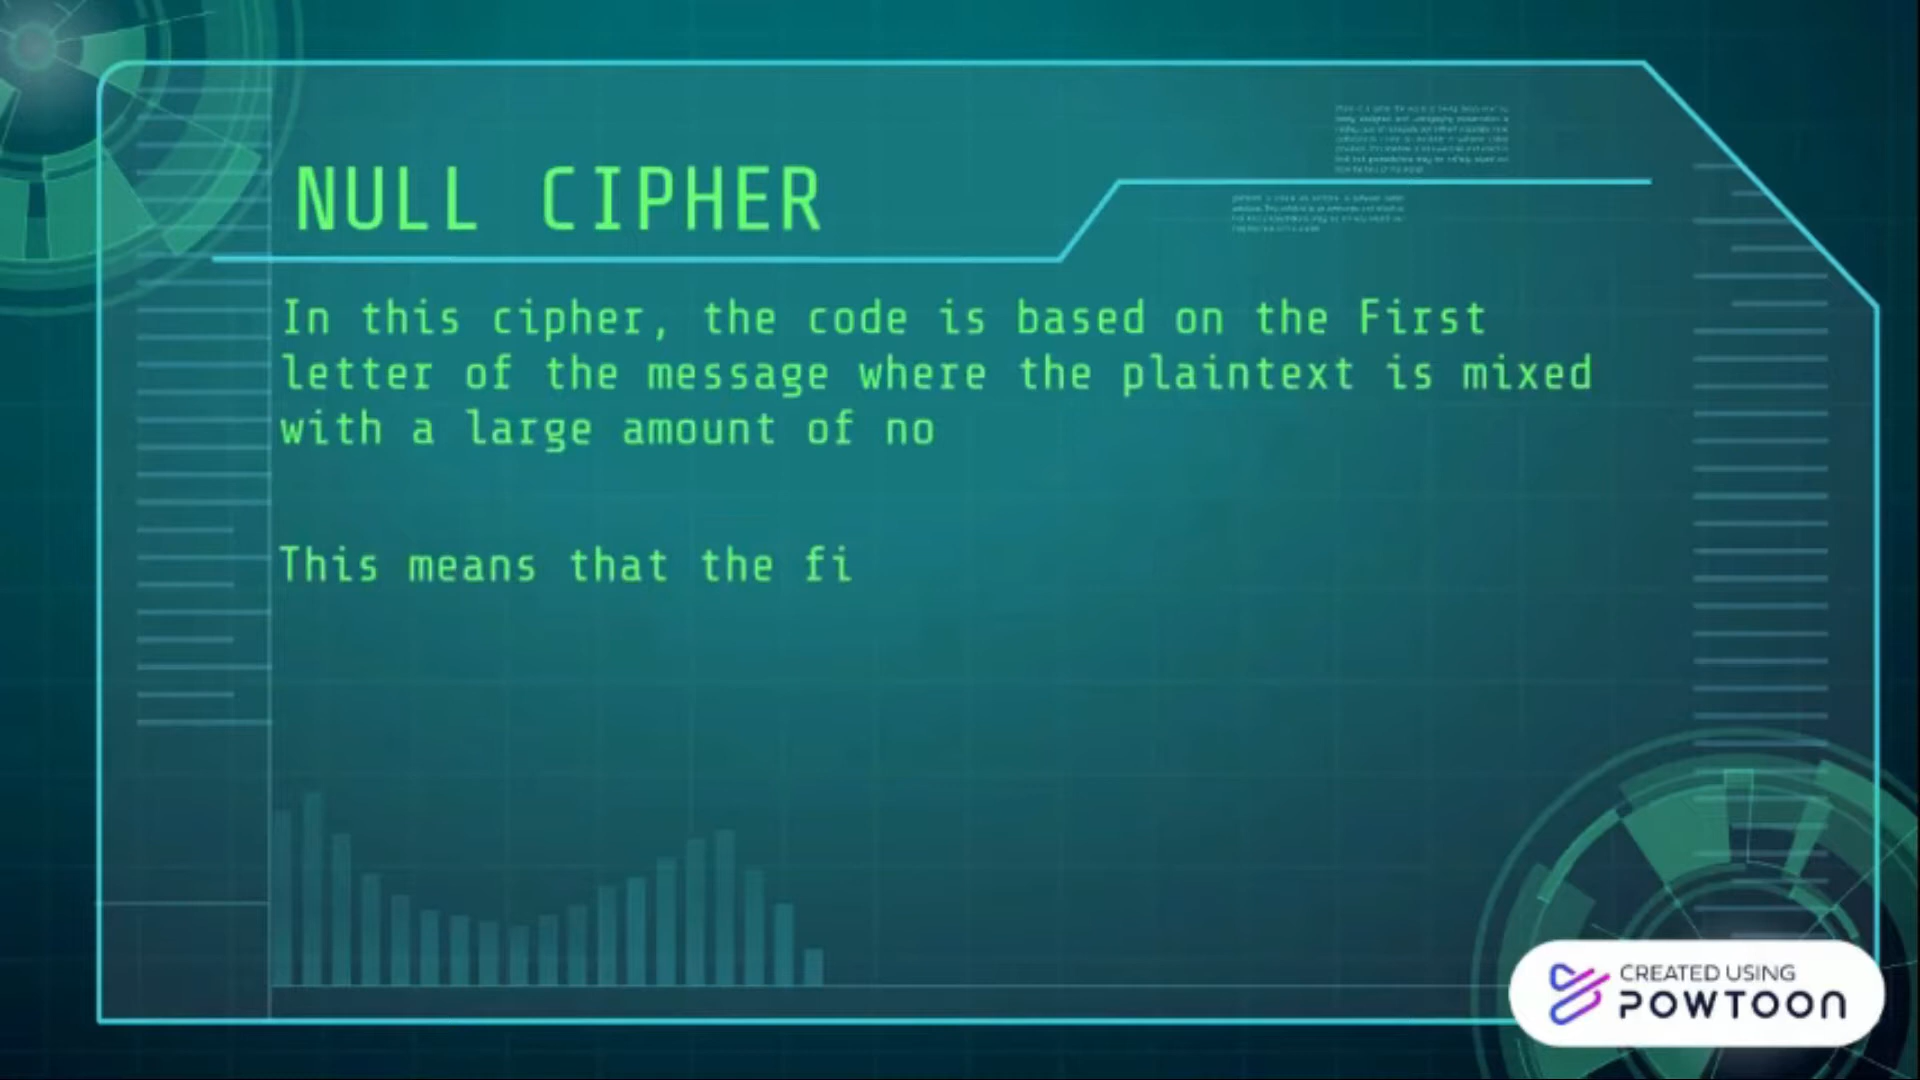 NULL CIPHER
In this cipher, the code is based on the First
letter of the message where the plaintext is mixed
with a large amount of no
This means that the fi
CREATED USING
POWTOON